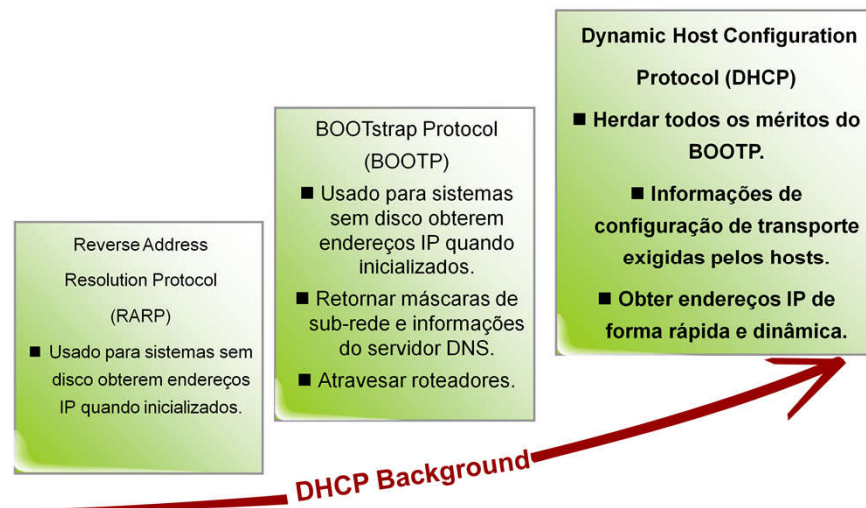 Reverse Address
Resolution Protocol
(RARP)
■ Usado para sistemas sem
disco obterem endereços
IP quando inicializados.
BOOTstrap Protocol
(BOOTP)
■ Usado para sistemas
sem disco obterem
endereços IP quando
inicializados.
■ Retornar máscaras de
sub-rede e informações
do servidor DNS.
■ Atravesar roteadores.
Dynamic Host Configuration
Protocol (DHCP)
■ Herdar todos os méritos do
BOOTP.
■ Informações de
configuração de transporte
exigidas pelos hosts.
■ Obter endereços IP de
forma rápida e dinâmica.
DHCP Background